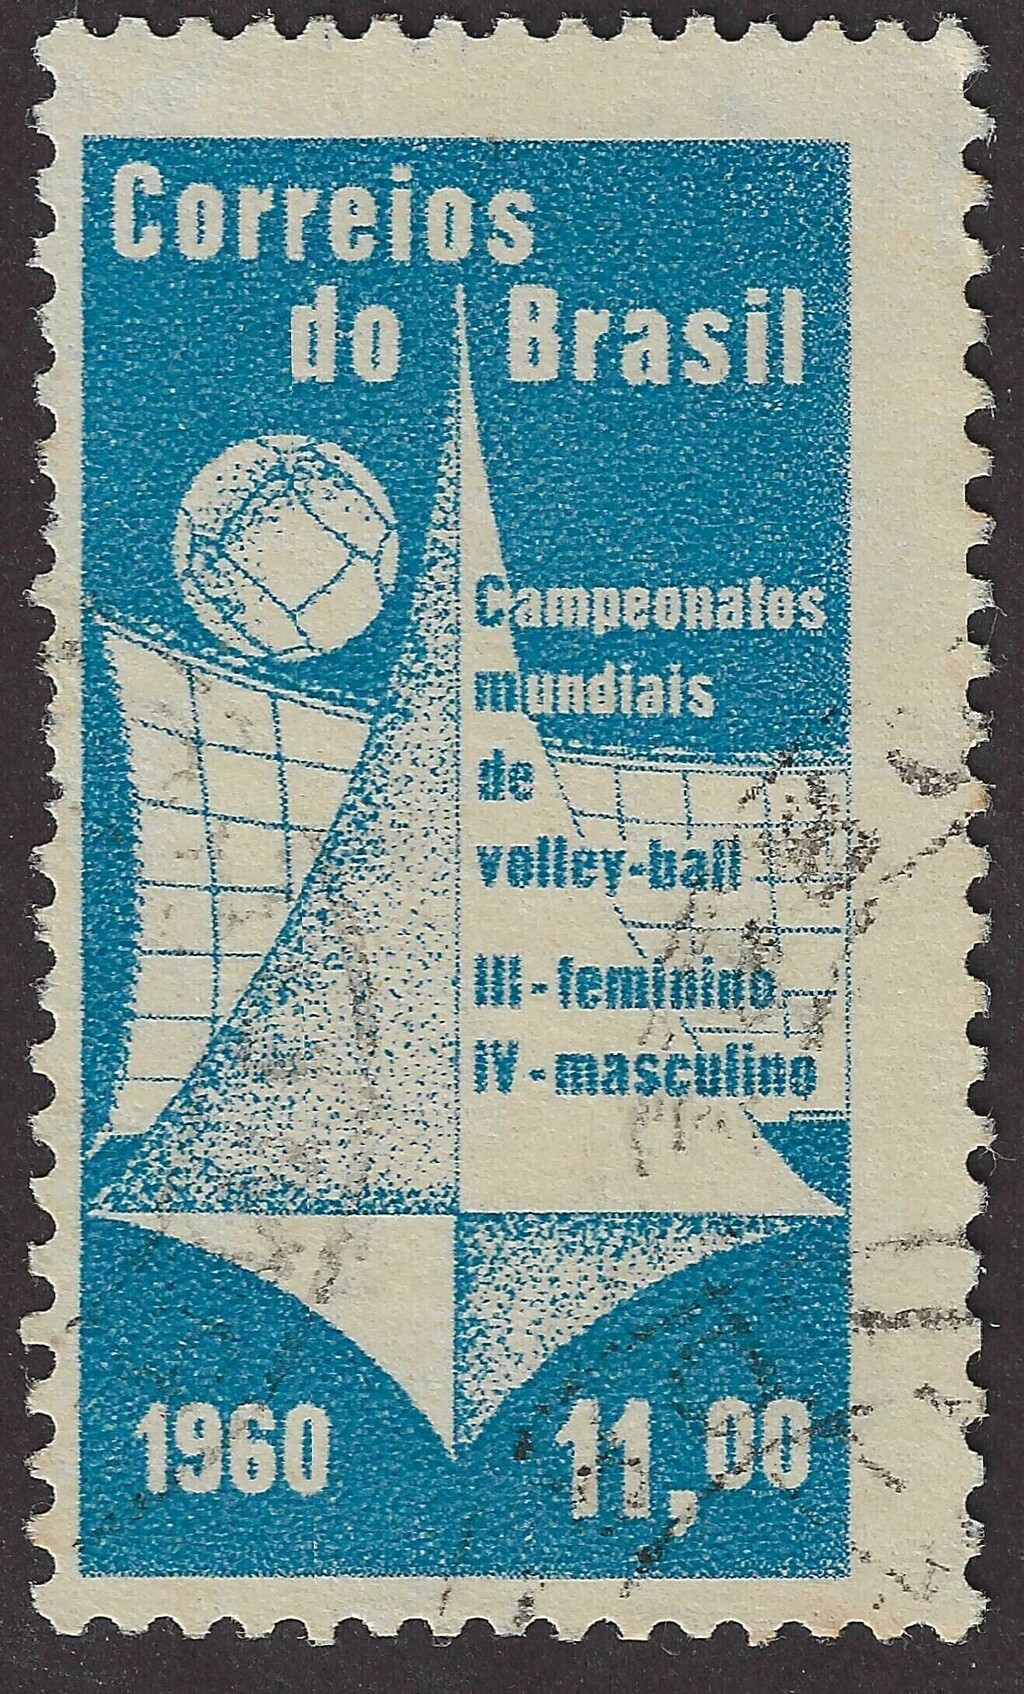 Correios
do Brasil
Campeonatos
mundiais
de
volley-ball
III-feminino
IV-masculino
1960 11,00